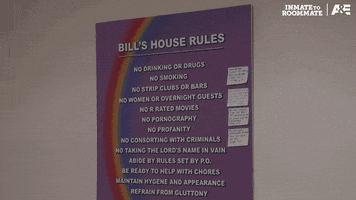 INMATE TO ROOMMATE A&E
BILL'S HOUSE RULES
NO DRINKING OR DRUGS
NO SMOKING
NO STRIP CLUBS OR BARS
NO WOMEN OR OVERNIGHT GUESTS
NO R RATED MOVIES
NO PORNOGRAPHY
NO PROFANITY
NO CONSORTING WITH CRIMINALS
NO TAKING THE LORD'S NAME IN VAIN
ABIDE BY RULES SET BY P.O.
BE READY TO HELP WITH CHORES
MAINTAIN HYGIENE AND APPEARANCE
REFRAIN FROM GLUTTONY